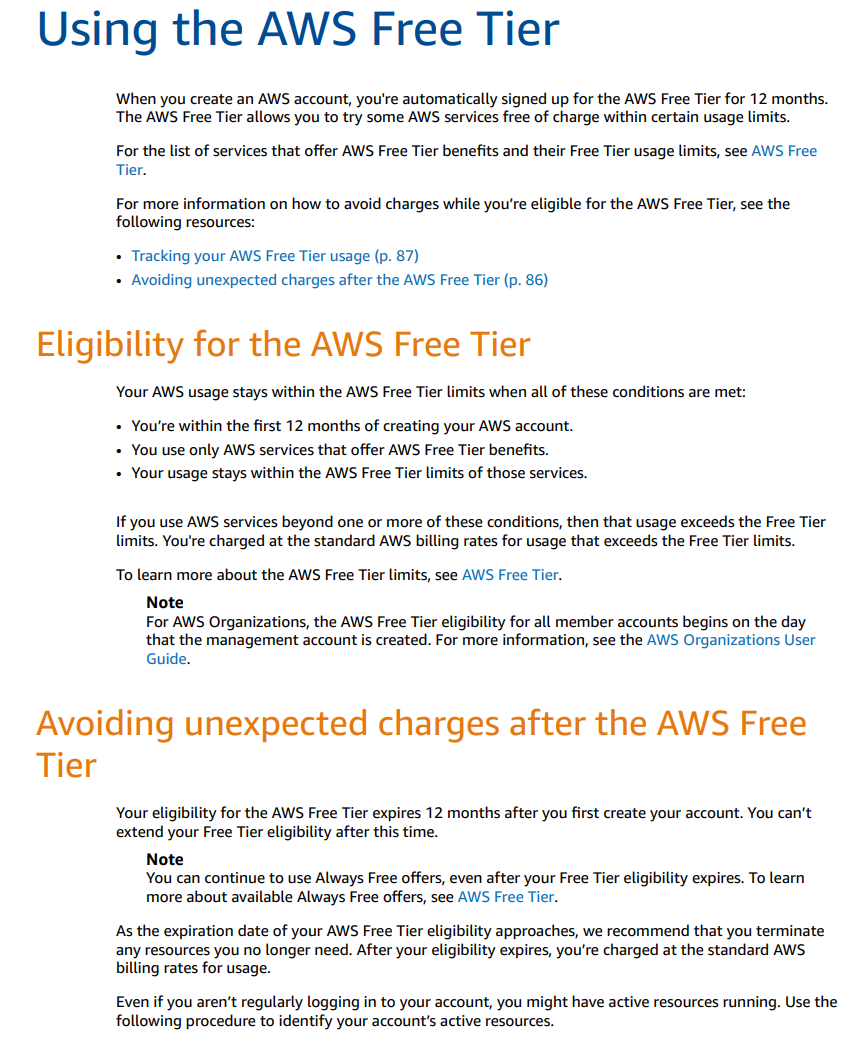 Using the AWS Free Tier
When you create an AWS account, you're automatically signed up for the AWS Free Tier for 12 months.
The AWS Free Tier allows you to try some AWS services free of charge within certain usage limits.
For the list of services that offer AWS Free Tier benefits and their Free Tier usage limits, see AWS Free
Tier.
For more information on how to avoid charges while you’re eligible for the AWS Free Tier, see the
following resources:
• Tracking your AWS Free Tier usage (p. 87)
• Avoiding unexpected charges after the AWS Free Tier (p. 86)
Eligibility for the AWS Free Tier
Your AWS usage stays within the AWS Free Tier limits when all of these conditions are met:
• You’re within the first 12 months of creating your AWS account.
• You use only AWS services that offer AWS Free Tier benefits.
• Your usage stays within the AWS Free Tier limits of those services.
If you use AWS services beyond one or more of these conditions, then that usage exceeds the Free Tier
limits. You're charged at the standard AWS billing rates for usage that exceeds the Free Tier limits.
To learn more about the AWS Free Tier limits, see AWS Free Tier.
Note
For AWS Organizations, the AWS Free Tier eligibility for all member accounts begins on the day
that the management account is created. For more information, see the AWS Organizations User
Guide.
Avoiding unexpected charges after the AWS Free
Tier
Your eligibility for the AWS Free Tier expires 12 months after you first create your account. You can’t
extend your Free Tier eligibility after this time.
Note
You can continue to use Always Free offers, even after your Free Tier eligibility expires. To learn
more about available Always Free offers, see AWS Free Tier.
As the expiration date of your AWS Free Tier eligibility approaches, we recommend that you terminate
any resources you no longer need. After your eligibility expires, you’re charged at the standard AWS
billing rates for usage.
Even if you aren’t regularly logging in to your account, you might have active resources running. Use the
following procedure to identify your account’s active resources.